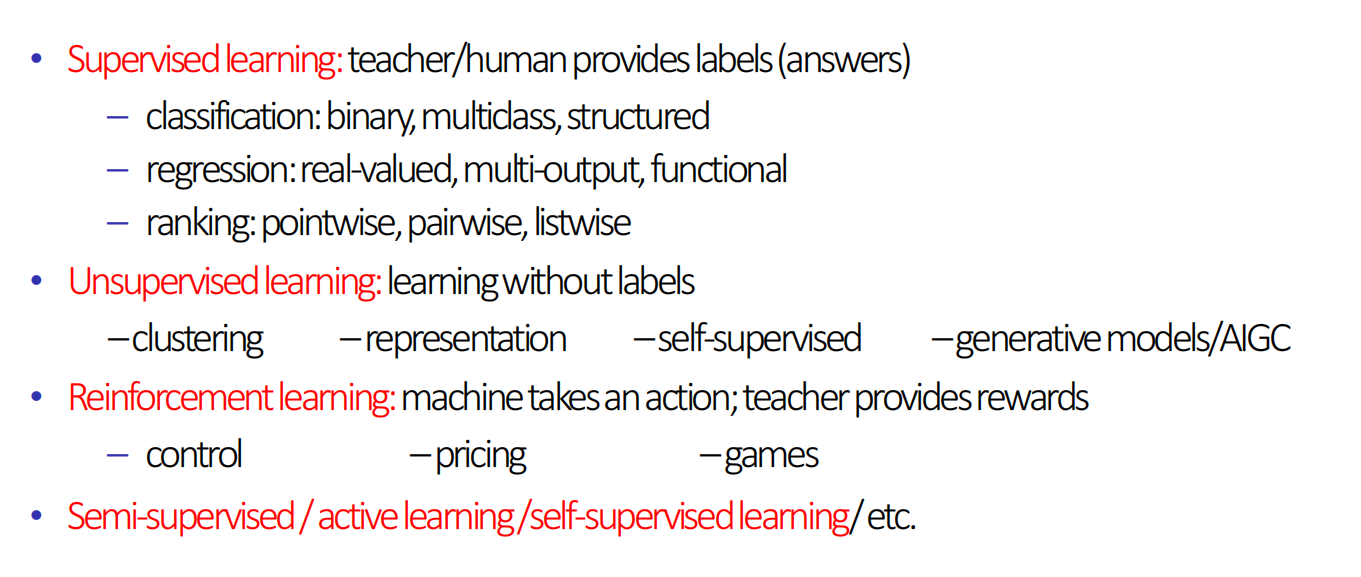 • Supervised learning: teacher/human provides labels (answers)
– classification: binary, multiclass, structured
– regression: real-valued, multi-output, functional
– ranking: pointwise, pairwise, listwise
• Unsupervised learning: learning without labels
– clustering – representation – self-supervised – generative models/AIGC
• Reinforcement learning: machine takes an action; teacher provides rewards
– control – pricing – games
• Semi-supervised / active learning /self-supervised learning/ etc.